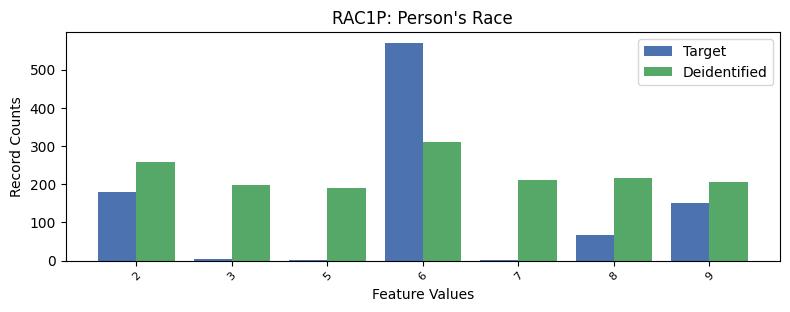 RAC1P: Person's Race
Target
Deidentified
Record Counts
500
400
300
200
100
0
2 3 5 6 7 8 9
Feature Values